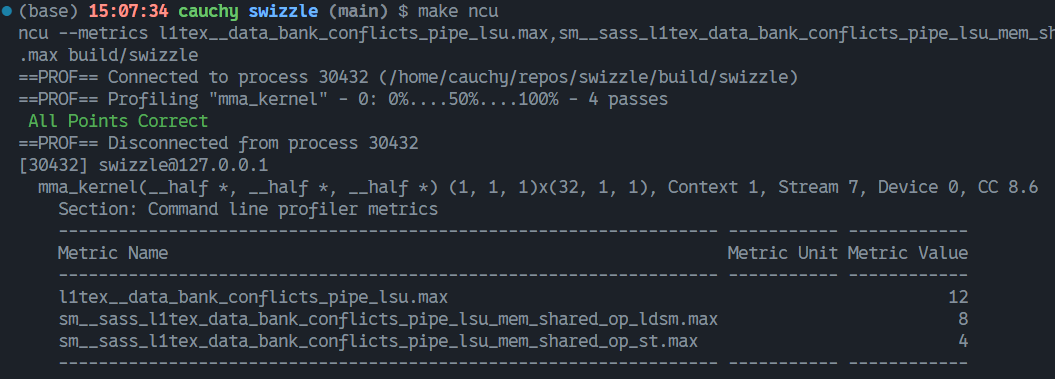 (base) 15:07:34 cauchy swizzle (main) $ make ncu
ncu --metrics l1tex__data_bank_conflicts_pipe_lsu.max,sm__sass_l1tex_data_bank_conflicts_pipe_lsu_mem_sh
.max build/swizzle
==PROF== Connected to process 30432 (/home/cauchy/repos/swizzle/build/swizzle)
==PROF== Profiling "mma_kernel" - 0: 0%....50%....100% - 4 passes
All Points Correct
==PROF== Disconnected from process 30432
[30432] swizzle@127.0.0.1
mma_kernel(__half *, __half *, __half *) (1, 1, 1)x(32, 1, 1), Context 1, Stream 7, Device 0, CC 8.6
Section: Command line profiler metrics
------------------------------------------------------------------ ----------- ------------
Metric Name Metric Unit Metric Value
------------------------------------------------------------------ ----------- ------------
l1tex__data_bank_conflicts_pipe_lsu.max 12
sm__sass_l1tex_data_bank_conflicts_pipe_lsu_mem_shared_op_ldsm.max 8
sm__sass_l1tex_data_bank_conflicts_pipe_lsu_mem_shared_op_st.max 4
------------------------------------------------------------------ ----------- ------------